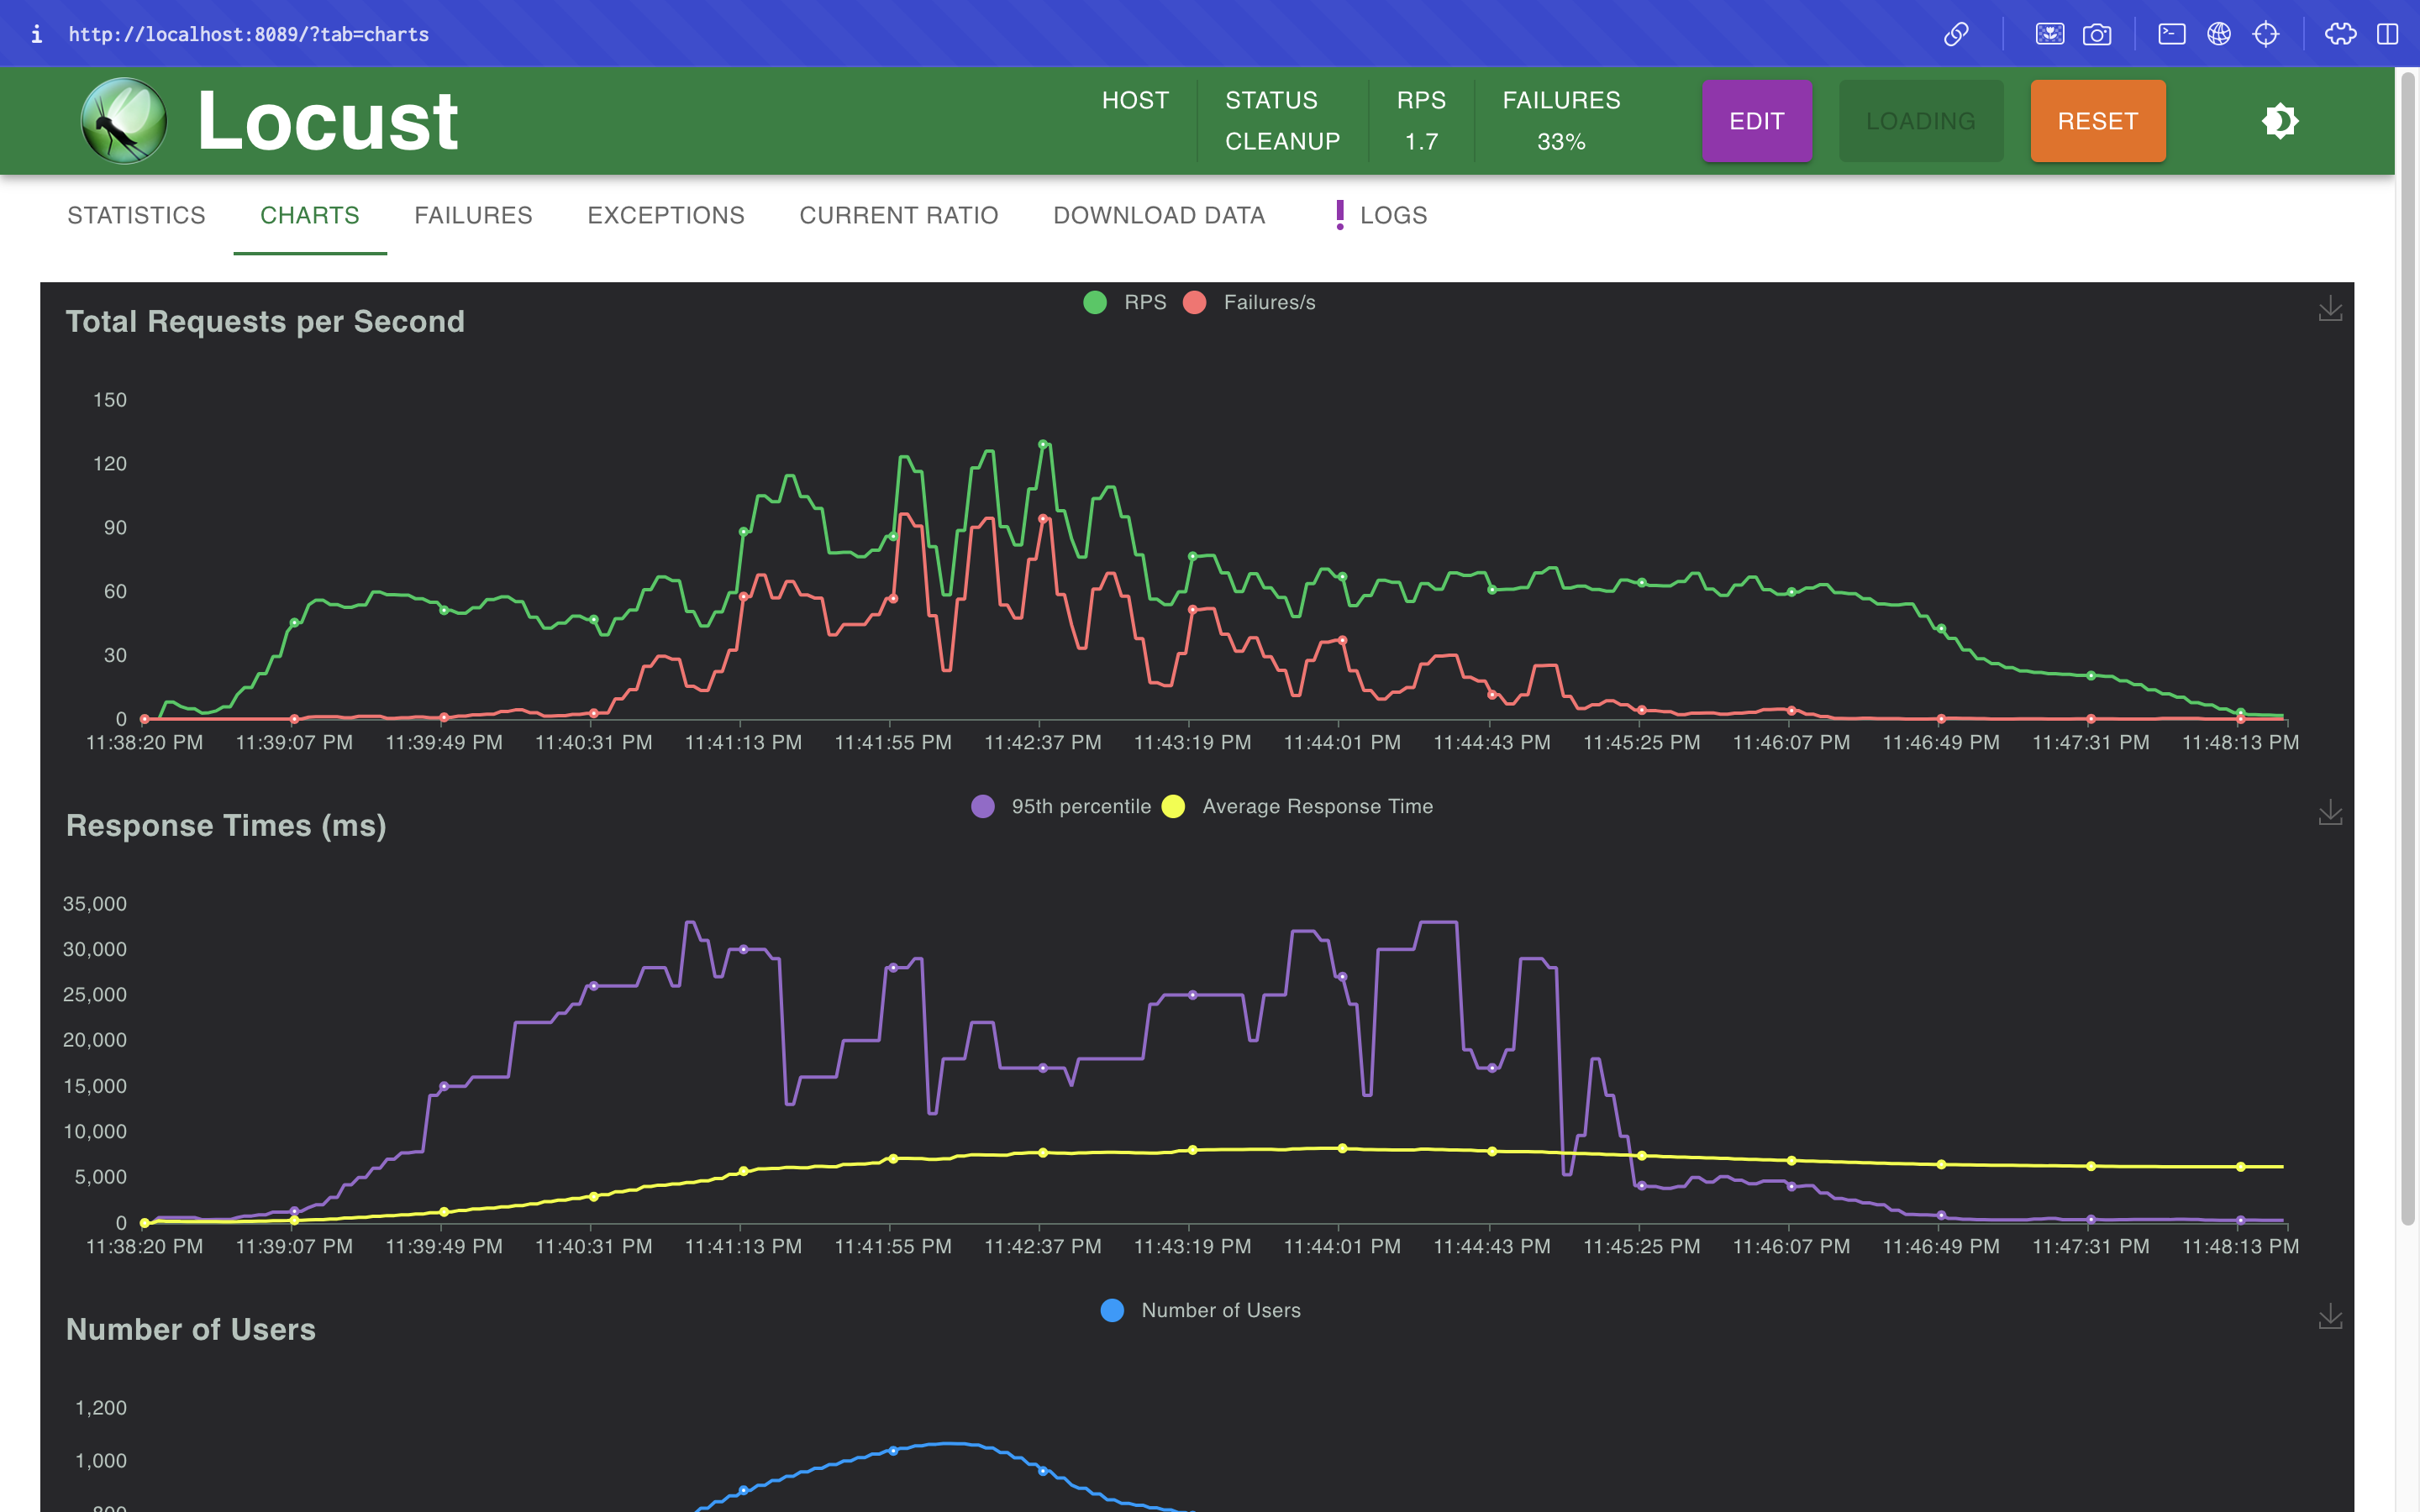 http://localhost:8089/?tab=charts
Locust
HOST
STATUS
CLEANUP
RPS
1.7
FAILURES
33%
EDIT
LOADING
RESET
STATISTICS
CHARTS
FAILURES
EXCEPTIONS
CURRENT RATIO
DOWNLOAD DATA
LOGS
Total Requests per Second
RPS
Failures/s
150
120
90
60
30
0
11:38:20 PM
11:39:07 PM
11:39:49 PM
11:40:31 PM
11:41:13 PM
11:41:55 PM
11:42:37 PM
11:43:19 PM
11:44:01 PM
11:44:43 PM
11:45:25 PM
11:46:07 PM
11:46:49 PM
11:47:31 PM
11:48:13 PM
Response Times (ms)
95th percentile
Average Response Time
35,000
30,000
25,000
20,000
15,000
10,000
5,000
0
11:38:20 PM
11:39:07 PM
11:39:49 PM
11:40:31 PM
11:41:13 PM
11:41:55 PM
11:42:37 PM
11:43:19 PM
11:44:01 PM
11:44:43 PM
11:45:25 PM
11:46:07 PM
11:46:49 PM
11:47:31 PM
11:48:13 PM
Number of Users
Number of Users
1,200
1,000
800